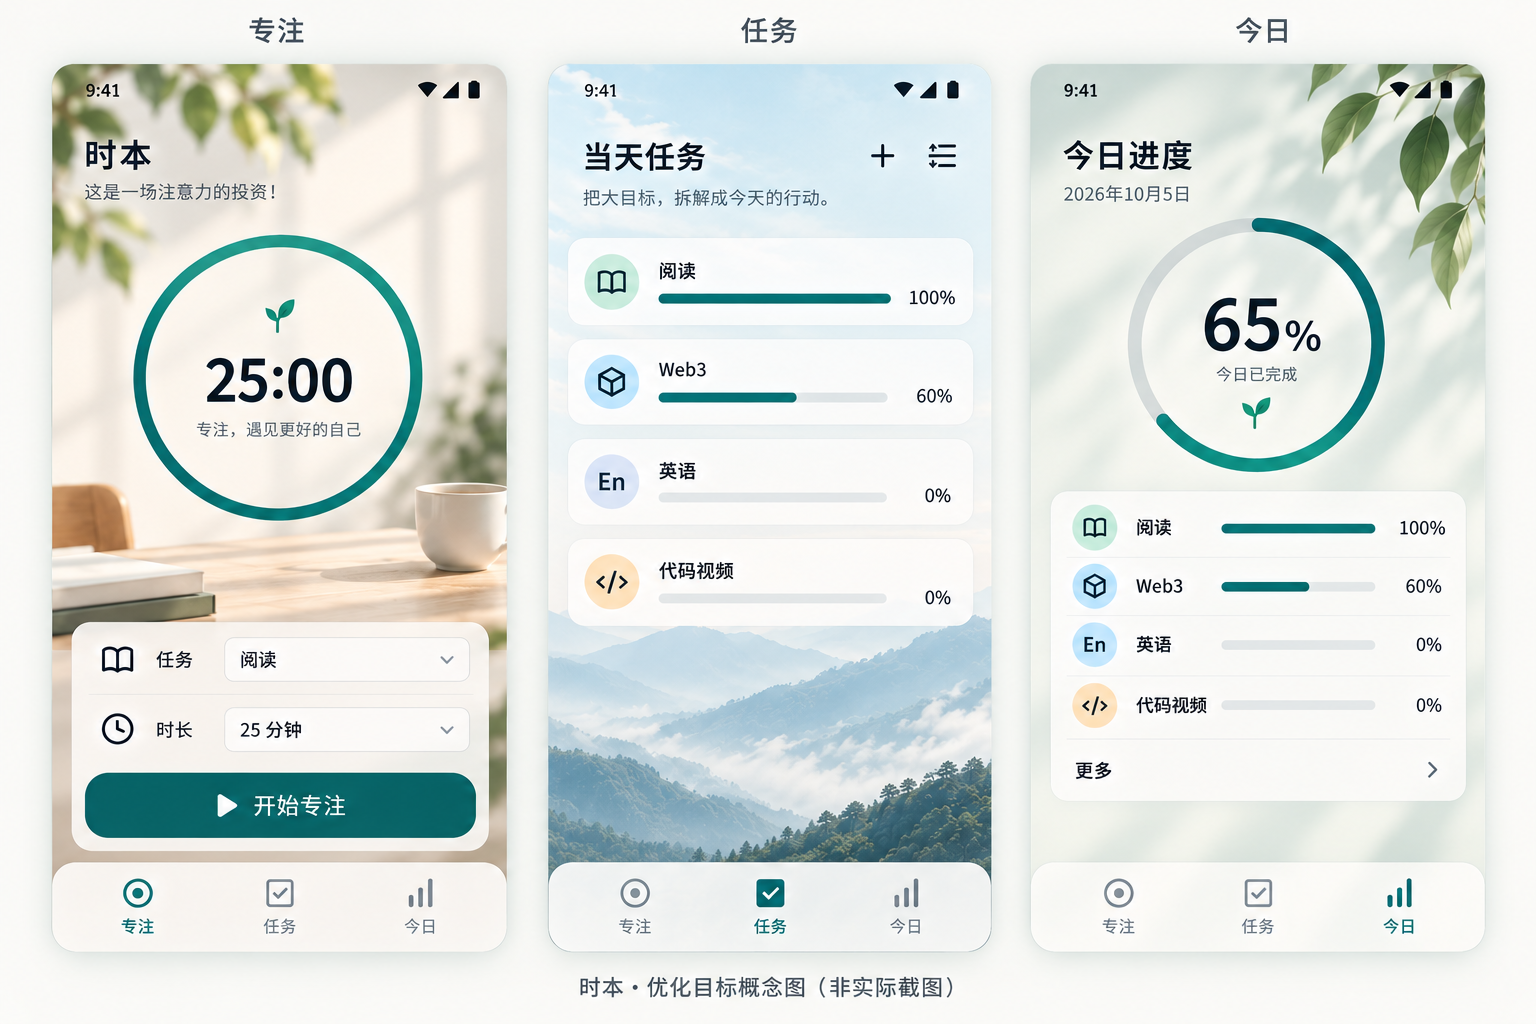 专注
任务
今日
9:41
时本
这是一场注意力的投资！
25:00
专注，遇见更好的自己
任务
阅读
时长
25 分钟
开始专注
专注
任务
今日
9:41
当天任务
把大目标，拆解成今天的行动。
阅读
100%
Web3
60%
En
英语
0%
代码视频
0%
专注
任务
今日
9:41
今日进度
2026年10月5日
65%
今日已完成
阅读
100%
Web3
60%
En
英语
0%
代码视频
0%
更多
专注
任务
今日
时本·优化目标概念图（非实际截图）